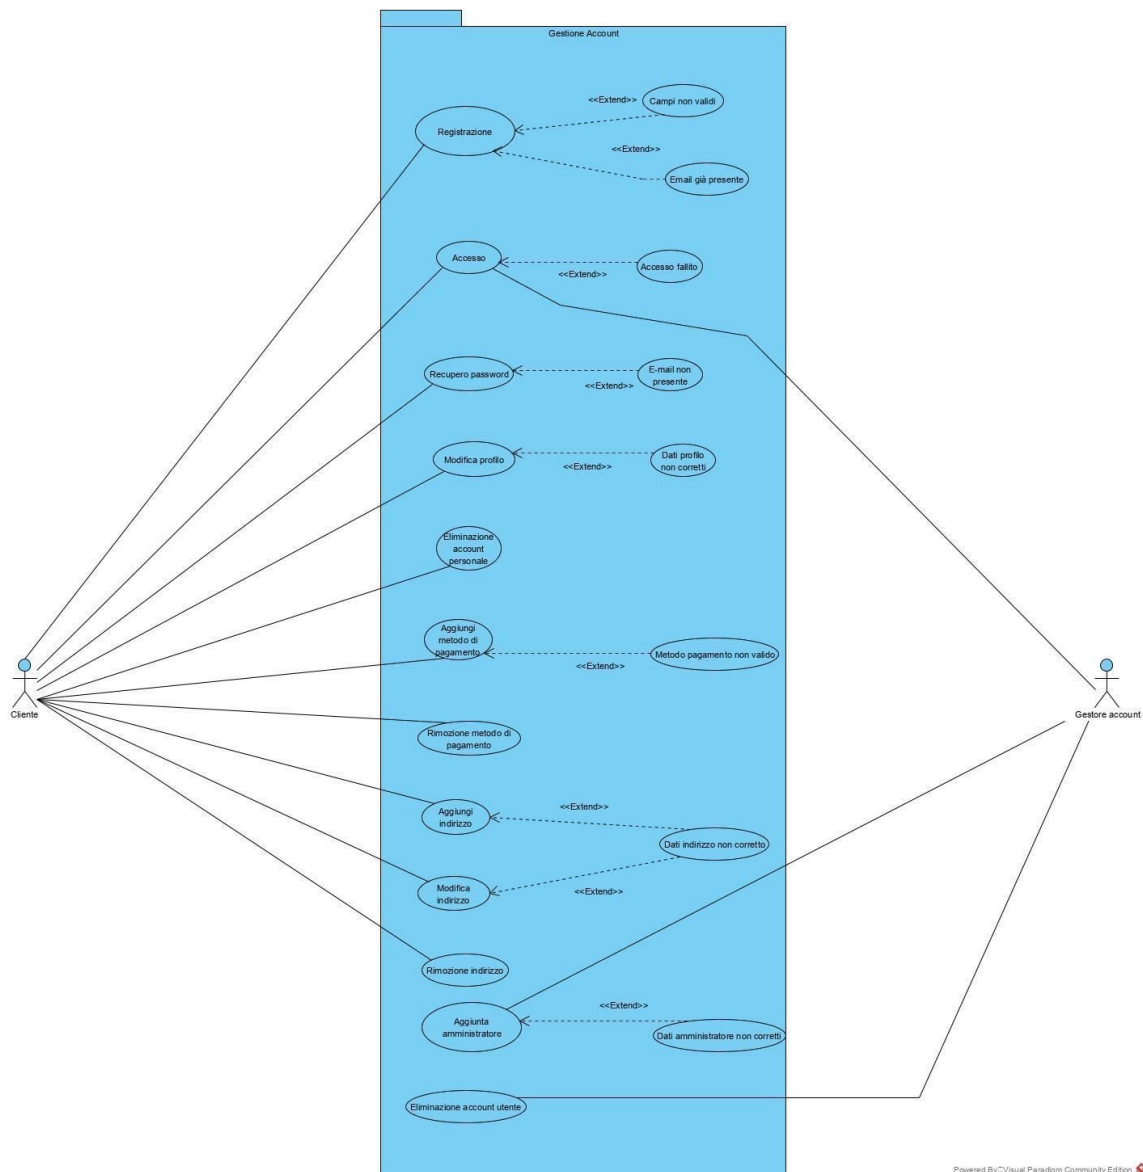 Gestione Account
<<Extend>>
Campi non validi
Registrazione
<<Extend>>
Email già presente
Accesso
Accesso fallito
<<Extend>>
Recupero password
E-mail non
presente
<<Extend>>
Modifica profilo
Dati profilo
non corretti
<<Extend>>
Eliminazione
account
personale
Aggiungi
metodo di
pagamento
Metodo pagamento non valido
<<Extend>>
Cliente
Gestore account
Rimozione metodo di
pagamento
Aggiungi
indirizzo
<<Extend>>
Dati indirizzo non corretto
Modifica
indirizzo
<<Extend>>
Rimozione indirizzo
<<Extend>>
Aggiunta
amministratore
Dati amministratore non corretti
Eliminazione account utente
Powered By Visual Paradigm Community Edition